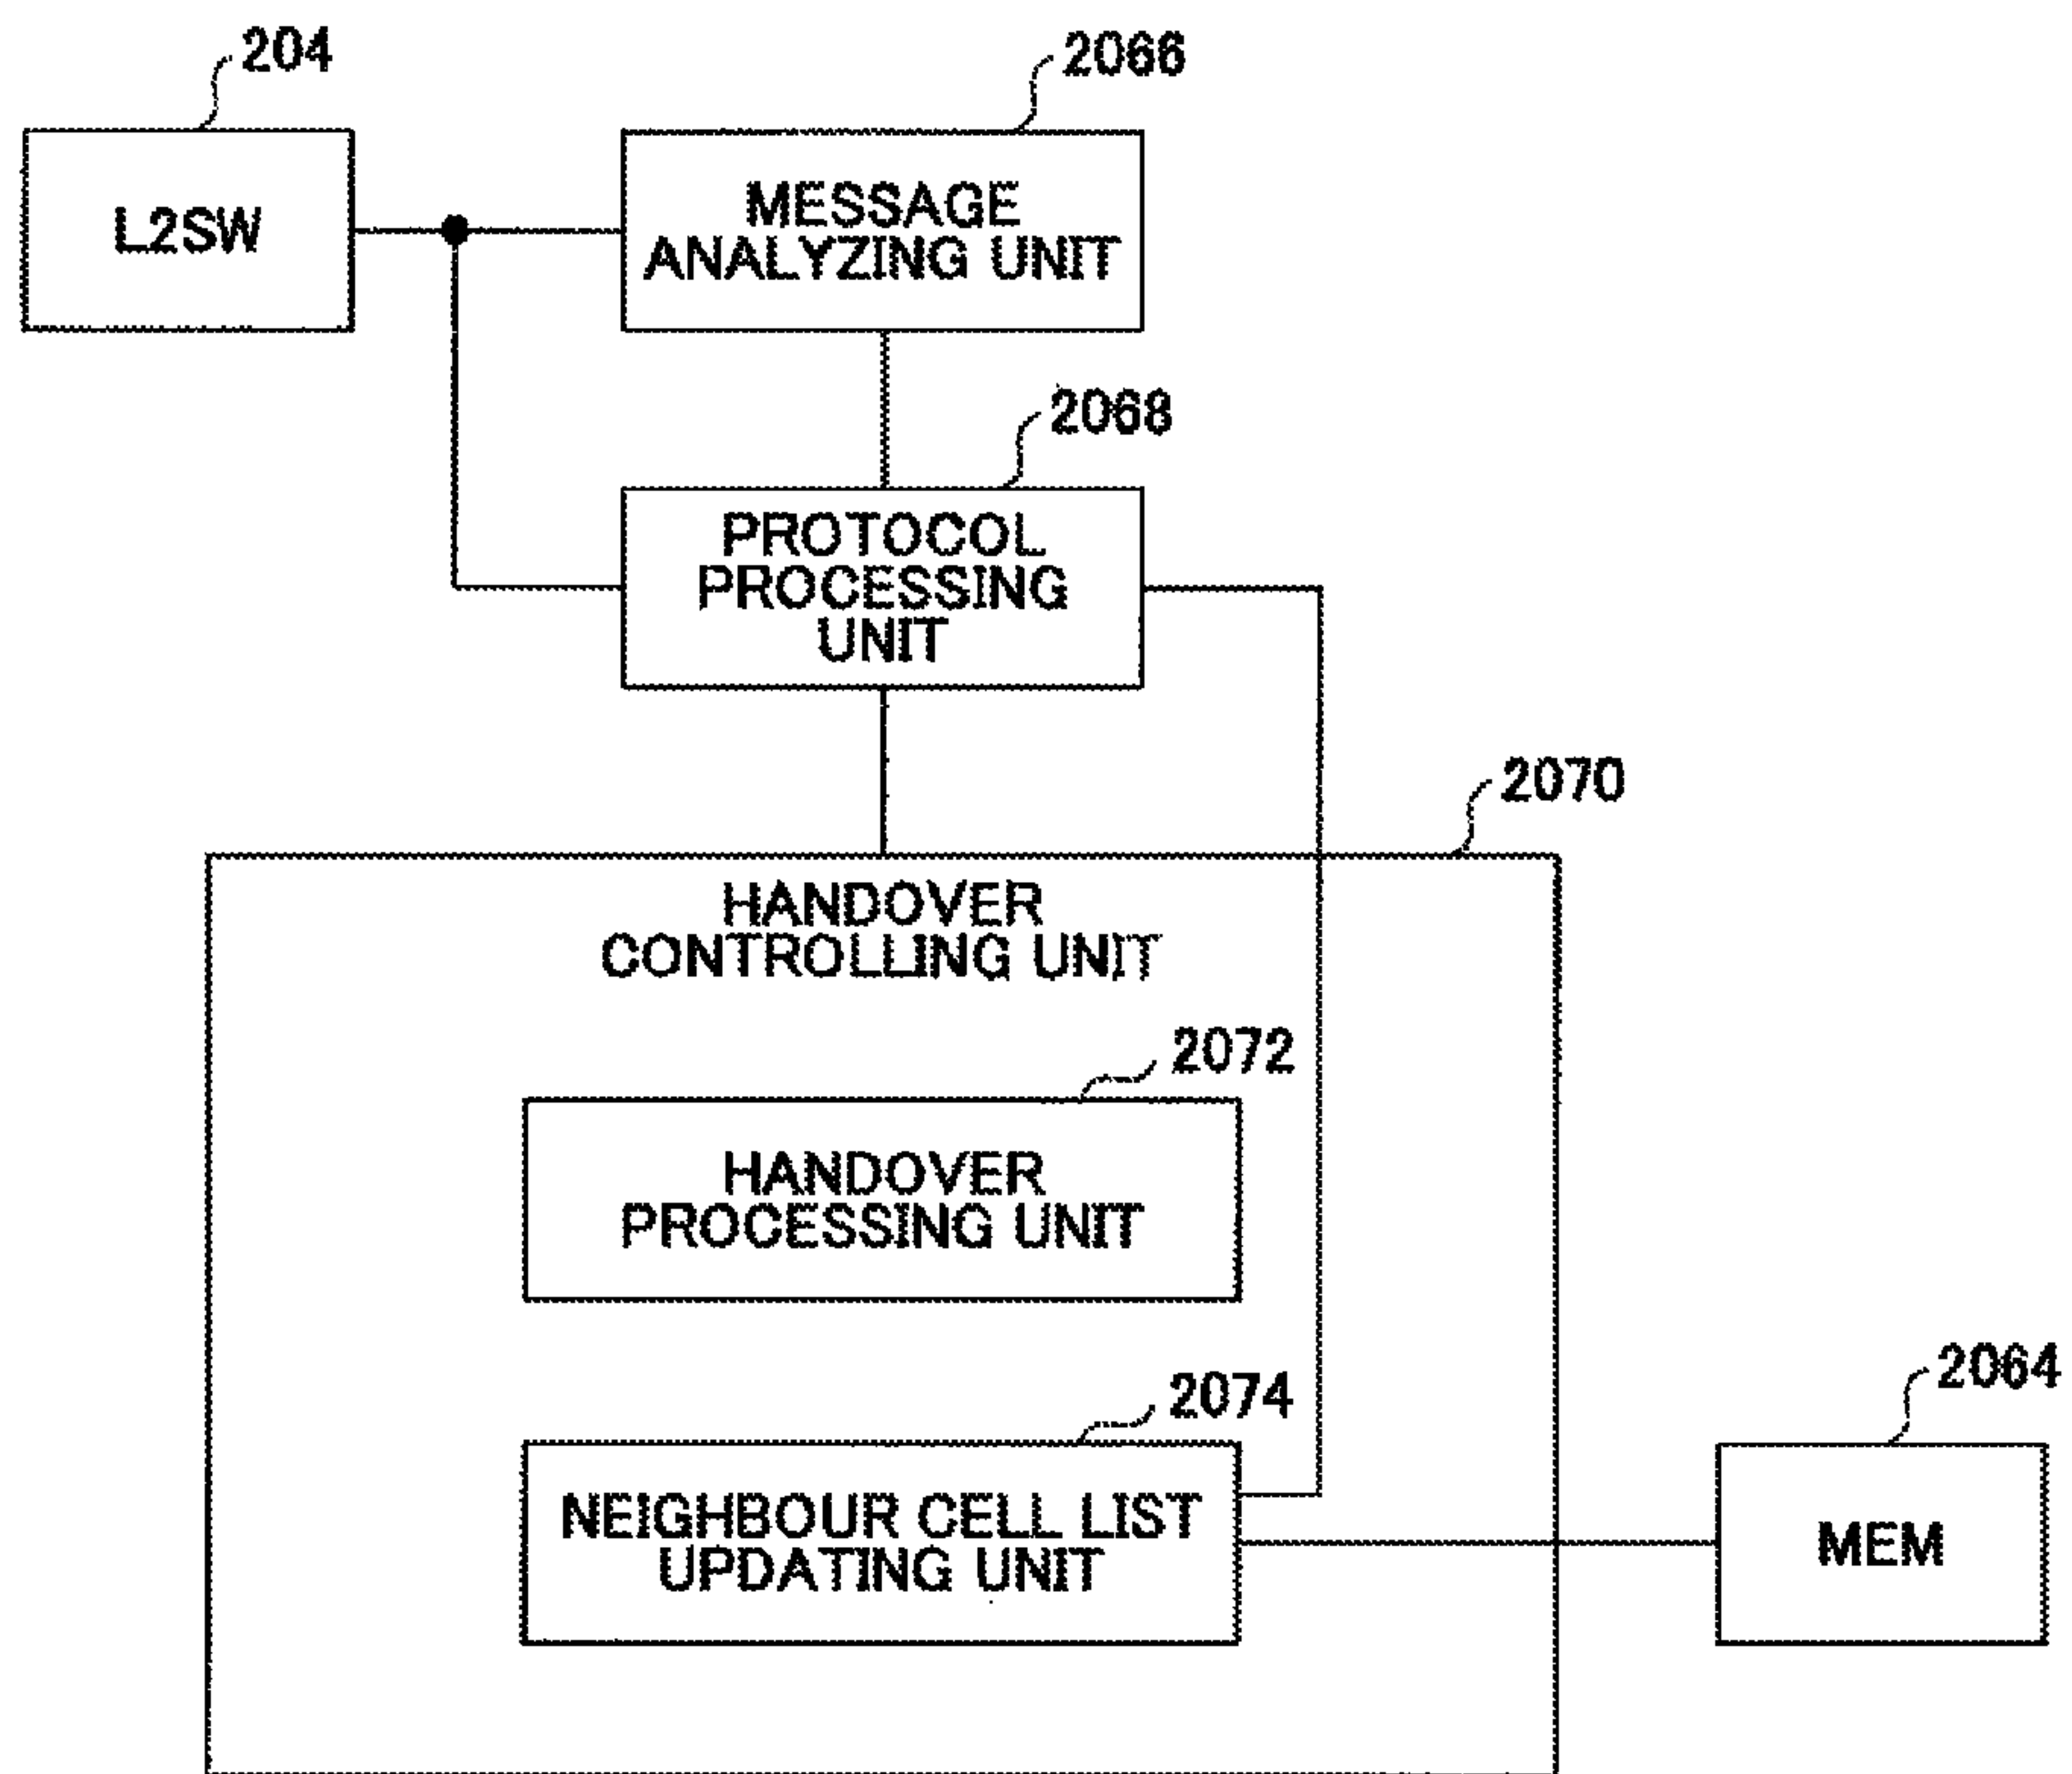 204
2066
L2SW
MESSAGE
ANALYZING UNIT
2068
PROTOCOL
PROCESSING
UNIT
2070
HANDOVER
CONTROLLING UNIT
2072
HANDOVER
PROCESSING UNIT
2074
2064
NEIGHBOUR CELL LIST
UPDATING UNIT
MEM